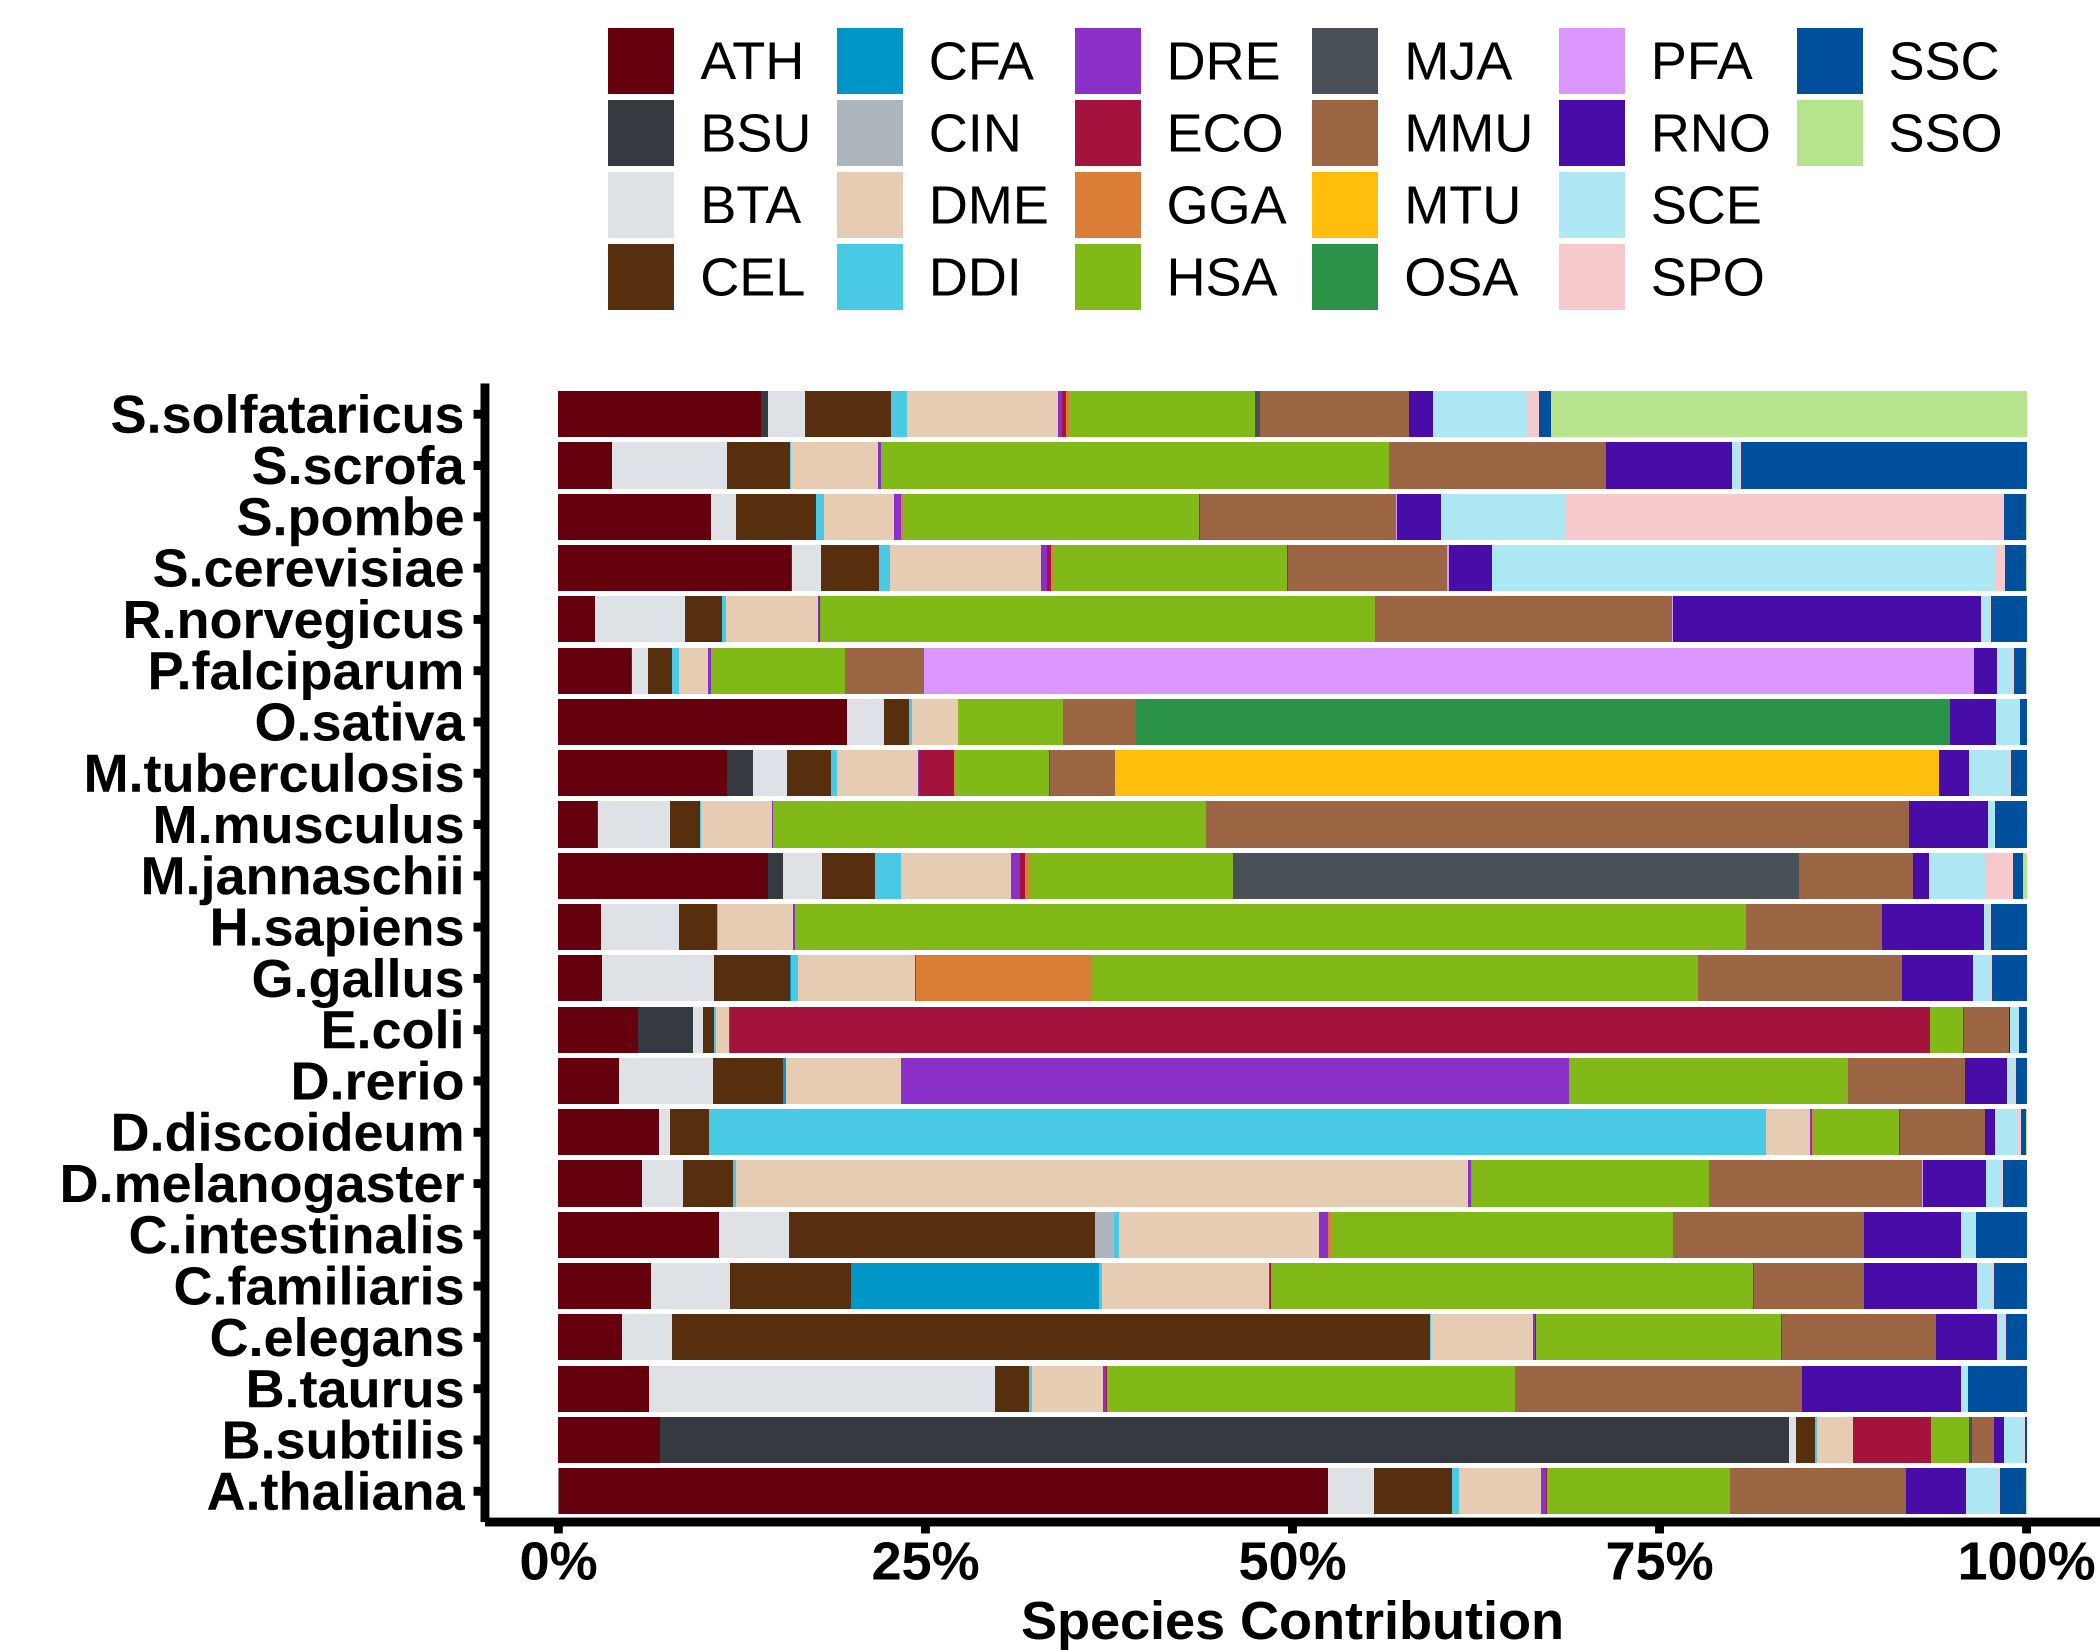 ATH CFA DRE MJA PFA SSC
BSU CIN ECO MMU RNO SSO
BTA DME GGA MTU SCE
CEL DDI HSA OSA SPO
S.solfataricus
S.scrofa
S.pombe
S.cerevisiae
R.norvegicus
P.falciparum
O.sativa
M.tuberculosis
M.musculus
M.jannaschii
H.sapiens
G.gallus
E.coli
D.rerio
D.discoideum
D.melanogaster
C.intestinalis
C.familiaris
C.elegans
B.taurus
B.subtilis
A.thaliana
0% 25% 50% 75% 100%
Species Contribution